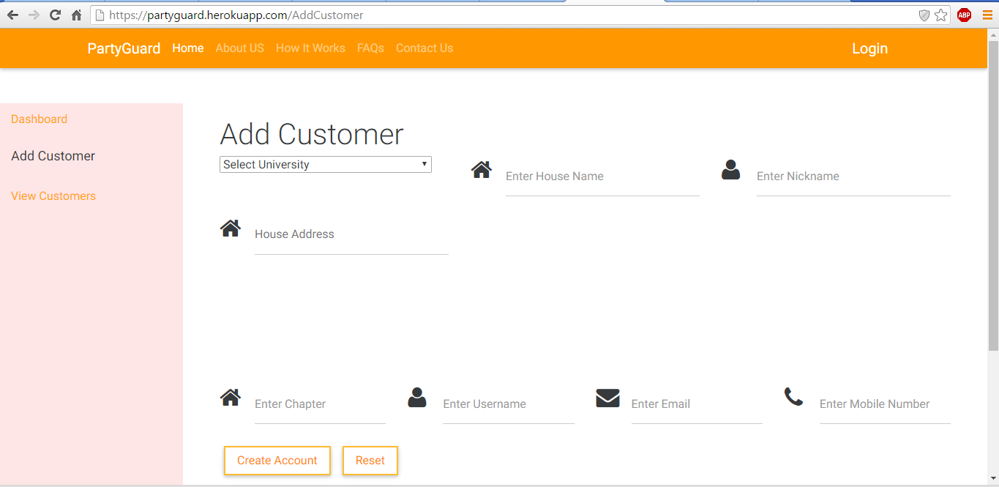 https://partyguard.herokuapp.com/AddCustomer
ABP
PartyGuard Home About US How It Works FAQs Contact Us Login
Dashboard
Add Customer
View Customers
Add Customer
Select University
Enter House Name
Enter Nickname
House Address
Enter Chapter
Enter Username
Enter Email
Enter Mobile Number
Create Account
Reset